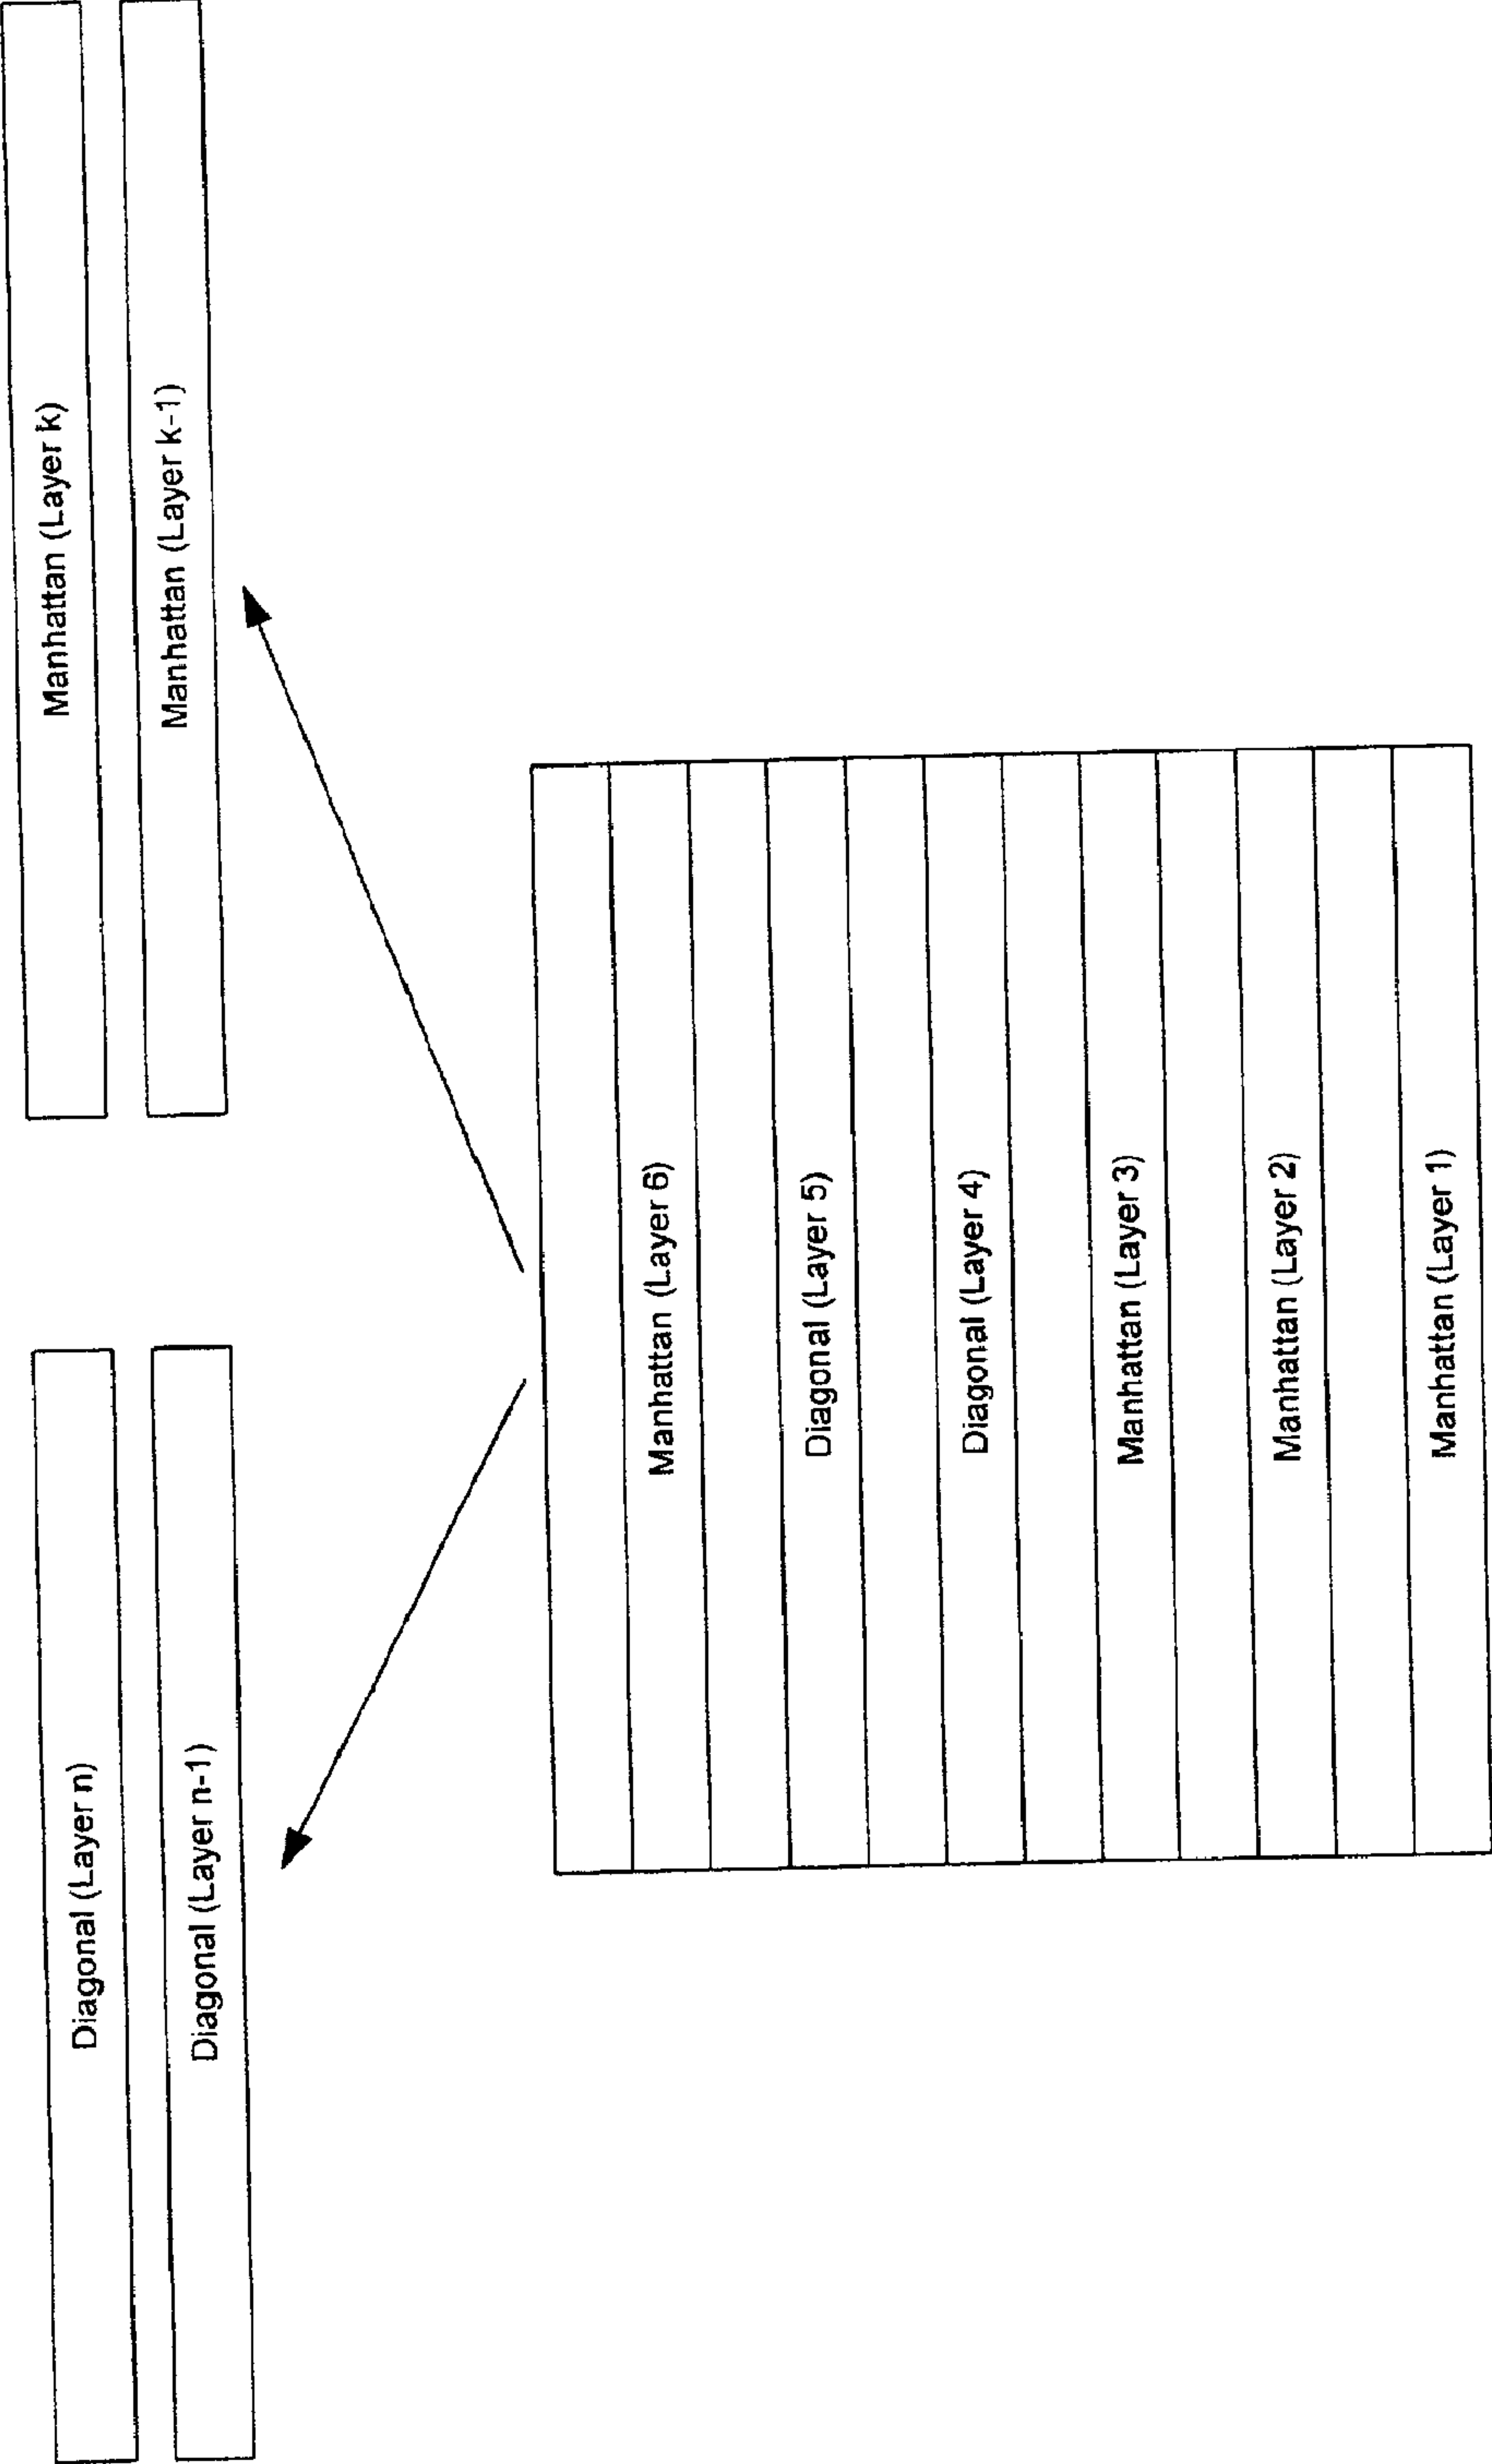 Diagonal (Layer n)
Diagonal (Layer n-1)
Manhattan (Layer k)
Manhattan (Layer k-1)
Manhattan (Layer 6)
Diagonal (Layer 5)
Diagonal (Layer 4)
Manhattan (Layer 3)
Manhattan (Layer 2)
Manhattan (Layer 1)